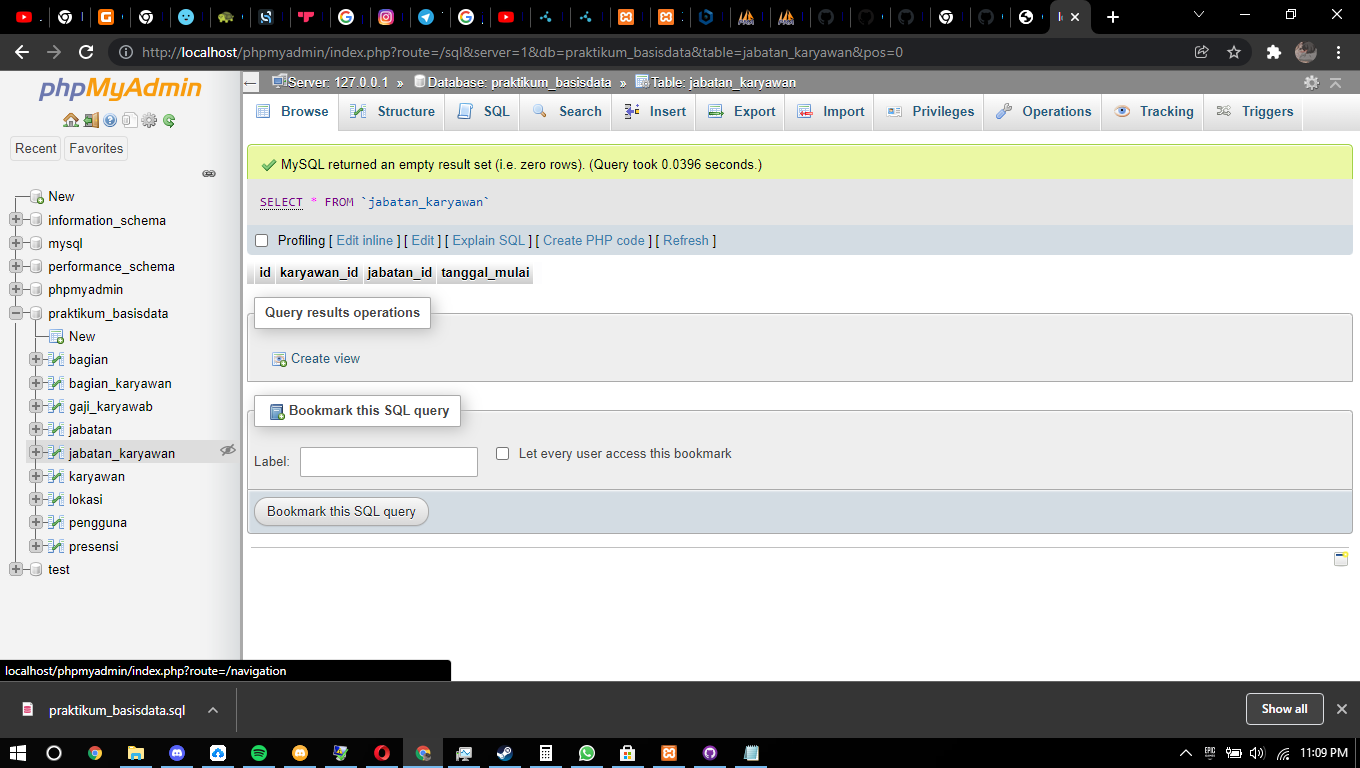 http://localhost/phpmyadmin/index.php?route=/sql&server=1&db=praktikum_basisdata&table=jabatan_karyawan&pos=0
phpMyAdmin
Recent
Favorites
New
information_schema
mysql
performance_schema
phpmyadmin
praktikum_basisdata
New
bagian
bagian_karyawan
gaji_karyawab
jabatan
jabatan_karyawan
karyawan
lokasi
pengguna
presensi
test
Server: 127.0.0.1 » Database: praktikum_basisdata » Table: jabatan_karyawan
Browse Structure SQL Search Insert Export Import Privileges Operations Tracking Triggers
MySQL returned an empty result set (i.e. zero rows). (Query took 0.0396 seconds.)
SELECT * FROM `jabatan_karyawan`
Profiling [ Edit inline ] [ Edit ] [ Explain SQL ] [ Create PHP code ] [ Refresh ]
id karyawan_id jabatan_id tanggal_mulai
Query results operations
Create view
Bookmark this SQL query
Label:
Let every user access this bookmark
Bookmark this SQL query
localhost/phpmyadmin/index.php?route=/navigation
praktikum_basisdata.sql
Show all
11:09 PM